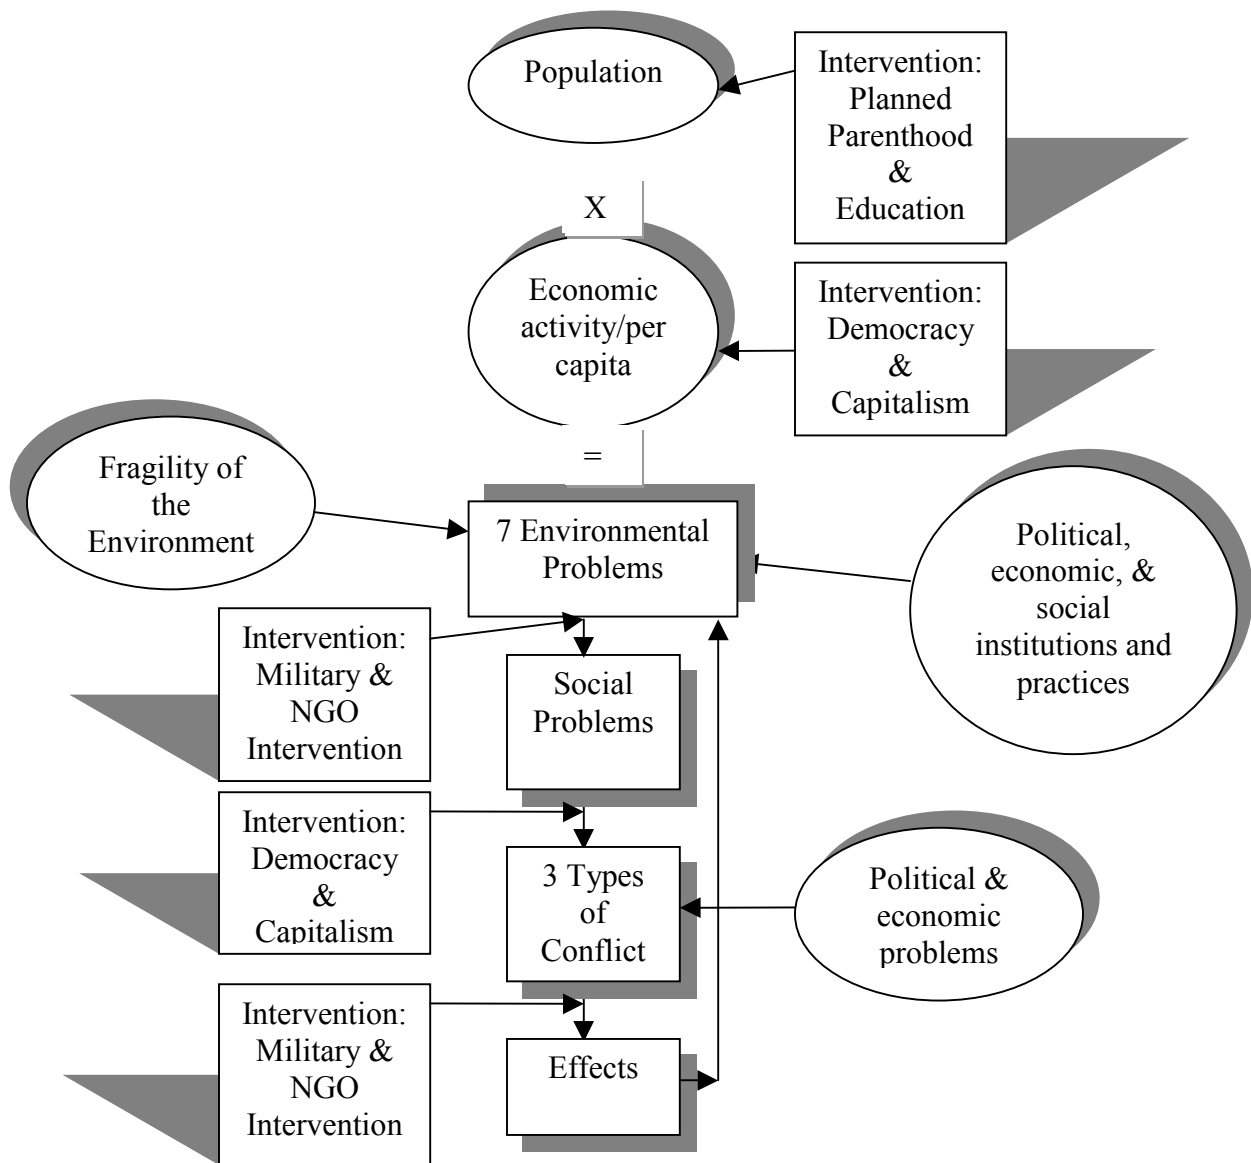 Population
Intervention:
Planned
Parenthood
&
Education
X
Economic
activity/per
capita
Intervention:
Democracy
&
Capitalism
=
Fragility of
the
Environment
7 Environmental
Problems
Political,
economic, &
social
institutions and
practices
Intervention:
Military &
NGO
Intervention
Social
Problems
Intervention:
Democracy
&
Capitalism
3 Types
of
Conflict
Political &
economic
problems
Intervention:
Military &
NGO
Intervention
Effects